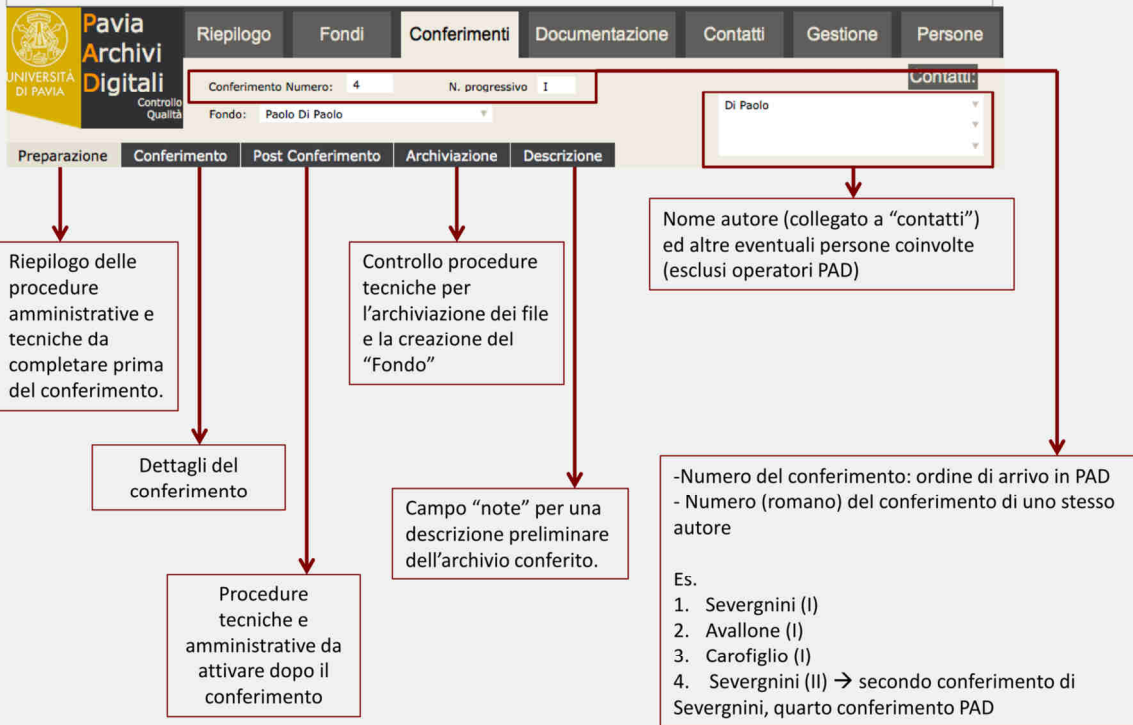 Pavia
Archivi
Digitali
Controllo
Qualità
UNIVERSITÀ
DI PAVIA
Riepilogo
Fondi
Conferimenti
Documentazione
Contatti
Gestione
Persone
Conferimento Numero: 4
N. progressivo I
Fondo: Paolo Di Paolo
Contatti:
Di Paolo
Preparazione
Conferimento
Post Conferimento
Archiviazione
Descrizione
Riepilogo delle
procedure
amministrative e
tecniche da
completare prima
del conferimento.
Dettagli del
conferimento
Procedure
tecniche e
amministrative da
attivare dopo il
conferimento
Controllo procedure
tecniche per
l’archiviazione dei file
e la creazione del
“Fondo”
Campo “note” per una
descrizione preliminare
dell’archivio conferito.
Nome autore (collegato a “contatti”)
ed altre eventuali persone coinvolte
(esclusi operatori PAD)
-Numero del conferimento: ordine di arrivo in PAD
- Numero (romano) del conferimento di uno stesso
autore
Es.
1. Severgnini (I)
2. Avallone (I)
3. Carofiglio (I)
4. Severgnini (II) → secondo conferimento di
Severgnini, quarto conferimento PAD